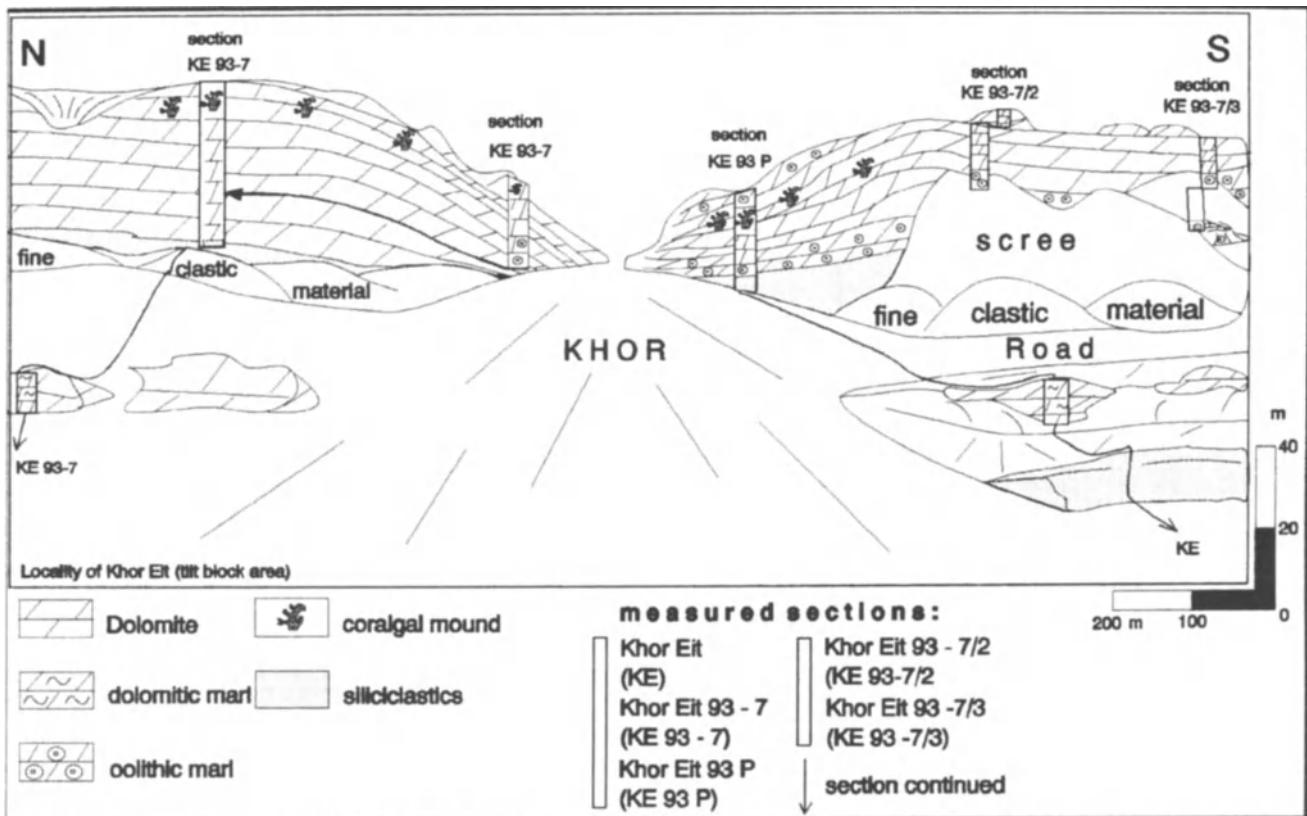 N
S
section
KE 93-7
section
KE 93-7
section
KE 93 P
section
KE 93-7/2
section
KE 93-7/3
fine
clastic
material
scree
fine
clastic
material
KHOR
Road
KE 93-7
KE
m
40
20
0
200 m
100
Locality of Khor Eit (tilt block area)
Dolomite
dolomitic marl
oolithic marl
coralgal mound
siliciclastics
measured sections:
Khor Eit
(KE)
Khor Eit 93 - 7
(KE 93 - 7)
Khor Eit 93 P
(KE 93 P)
Khor Eit 93 - 7/2
(KE 93-7/2
Khor Eit 93 -7/3
(KE 93 -7/3)
section continued